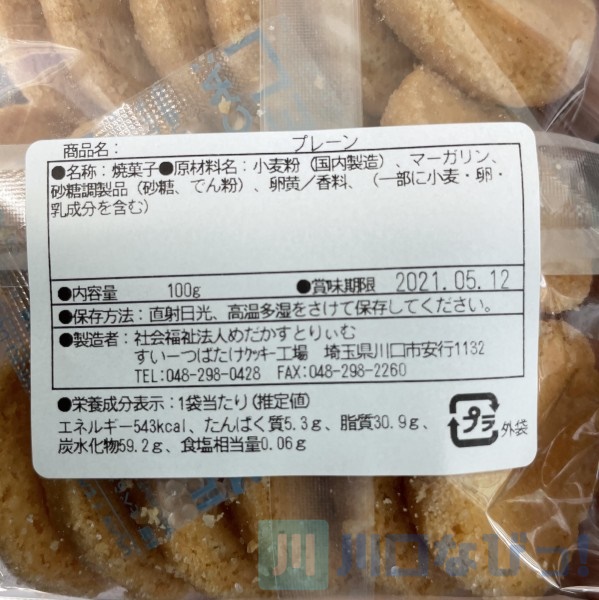 商品名： プレーン
●名称：焼菓子●原材料名：小麦粉（国内製造）、マーガリン、
砂糖調製品（砂糖、でん粉）、卵黄／香料、（一部に小麦・卵・
乳成分を含む）
●内容量 100g ●賞味期限 2021.05.12
●保存方法：直射日光、高温多湿をさけて保存してください。
●製造者：社会福祉法人めだかすとりぃむ
すいーつばたけｸｯｷｰ工場 埼玉県川口市安行1132
TEL:048-298-0428 FAX:048-298-2260
●栄養成分表示：1袋当たり(推定値)
エネルギー543kcal、たんぱく質5.3g、脂質30.9g、
炭水化物59.2g、食塩相当量0.06g
プラ 外袋
川 川口なびっ!